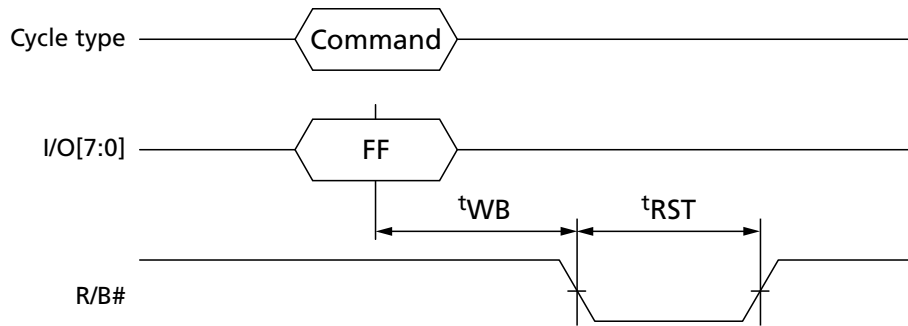 Cycle type
Command
I/O[7:0]
FF
tWB
tRST
R/B#